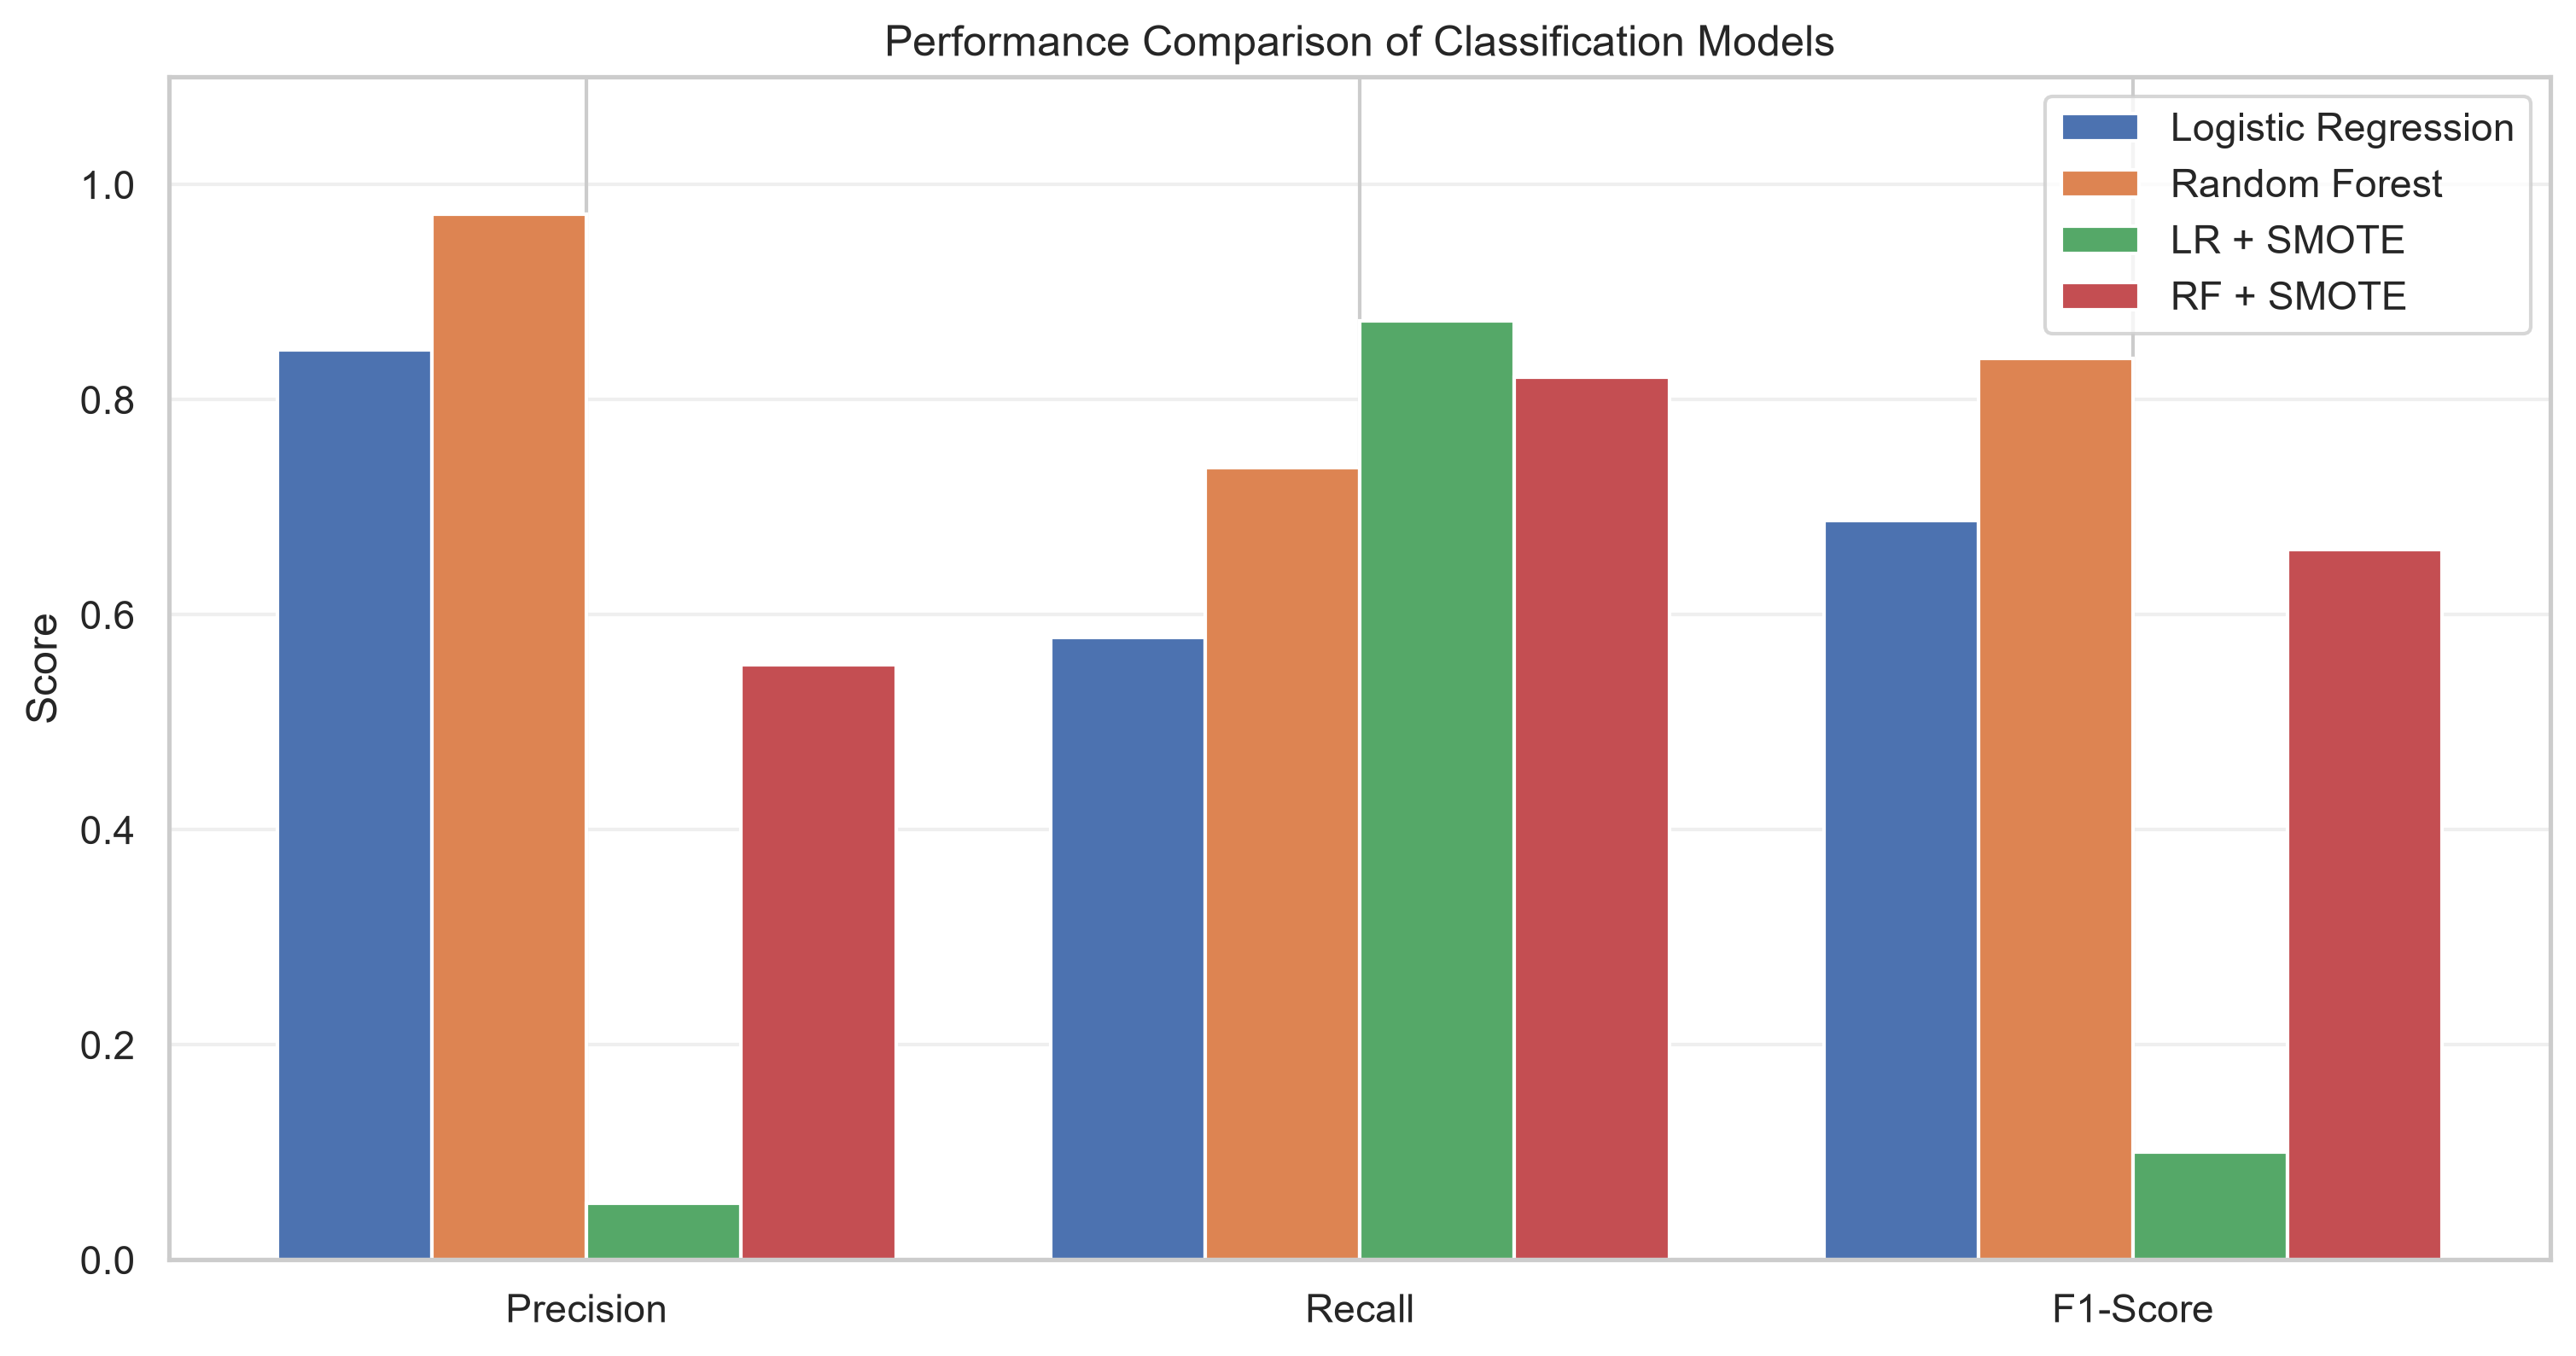 Performance Comparison of Classification Models
Logistic Regression
Random Forest
LR + SMOTE
RF + SMOTE
Score
1.0
0.8
0.6
0.4
0.2
0.0
Precision
Recall
F1-Score